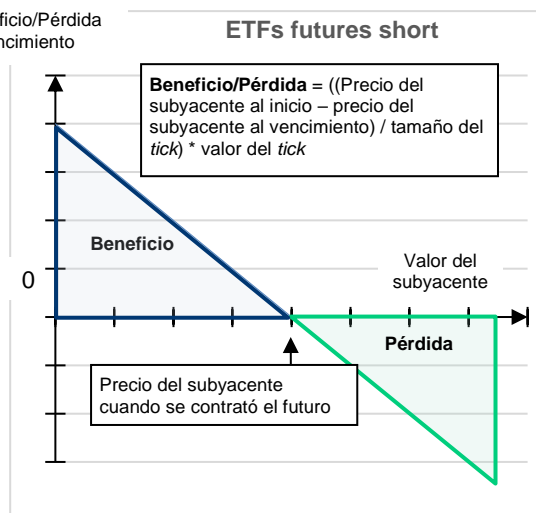 ficio/Pérdida
ncimiento
ETFs futures short
Beneficio/Pérdida = ((Precio del
subyacente al inicio – precio del
subyacente al vencimiento) / tamaño del
tick) * valor del tick
Beneficio
0
Valor del
subyacente
Pérdida
Precio del subyacente
cuando se contrató el futuro